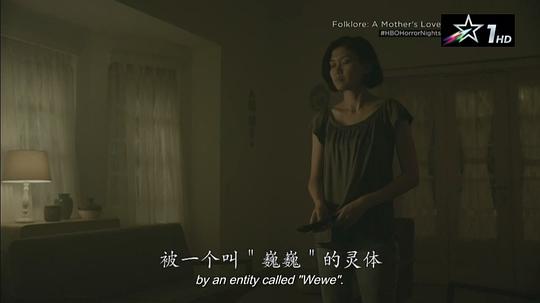 Folklore: A Mother's Love
#HBOHorrorNights
1HD
被一个叫＂巍巍＂的灵体
by an entity called "Wewe".